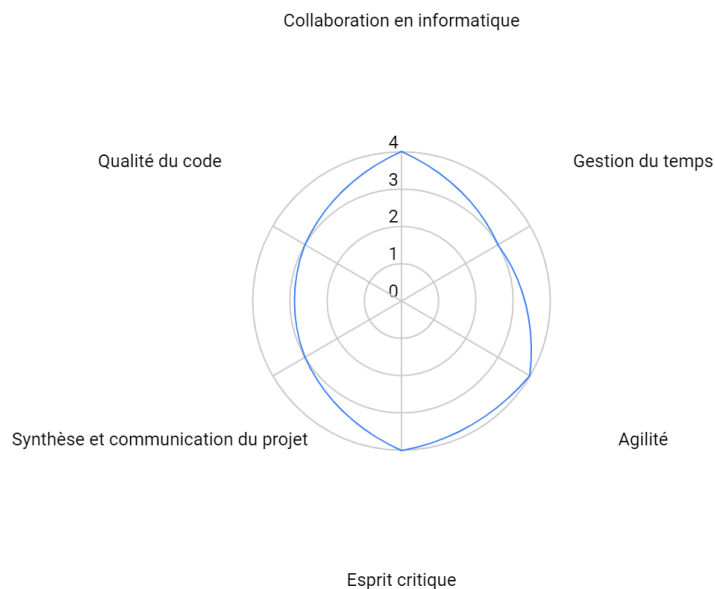 Collaboration en informatique
Qualité du code
Gestion du temps
4
3
2
1
0
Synthèse et communication du projet
Agilité
Esprit critique